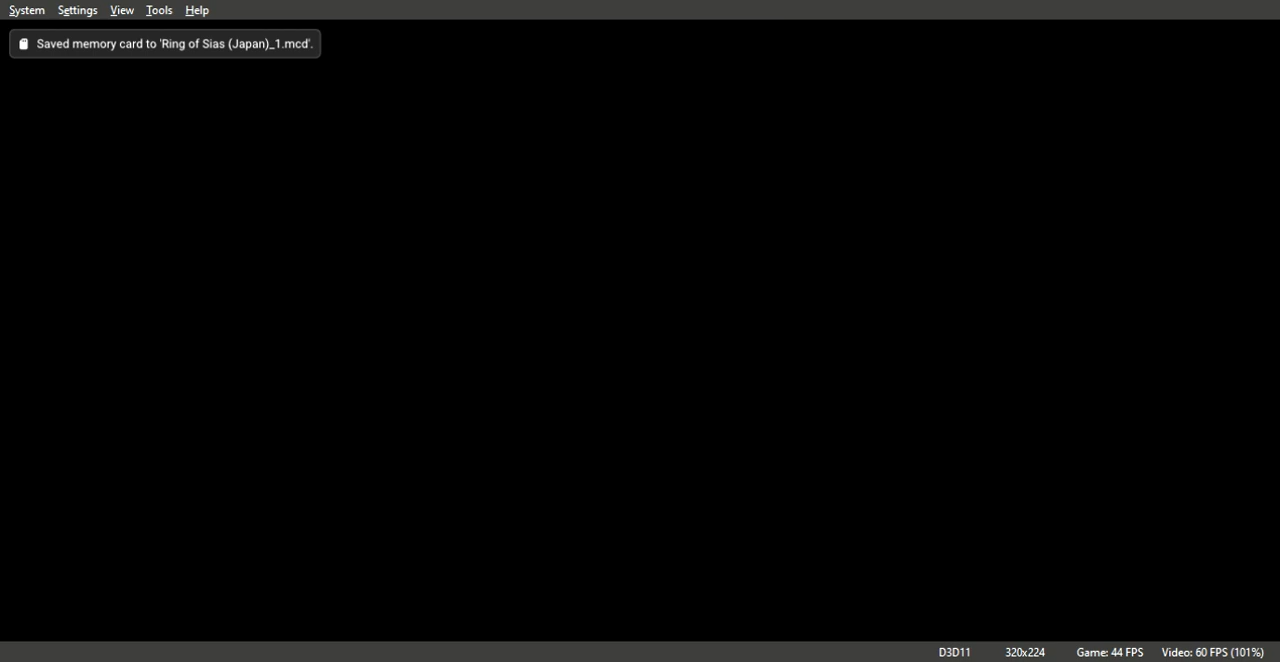 System Settings View Tools Help
Saved memory card to 'Ring of Sias (Japan)_1.mcd'.
D3D11 320x224 Game: 44 FPS Video: 60 FPS (101%)